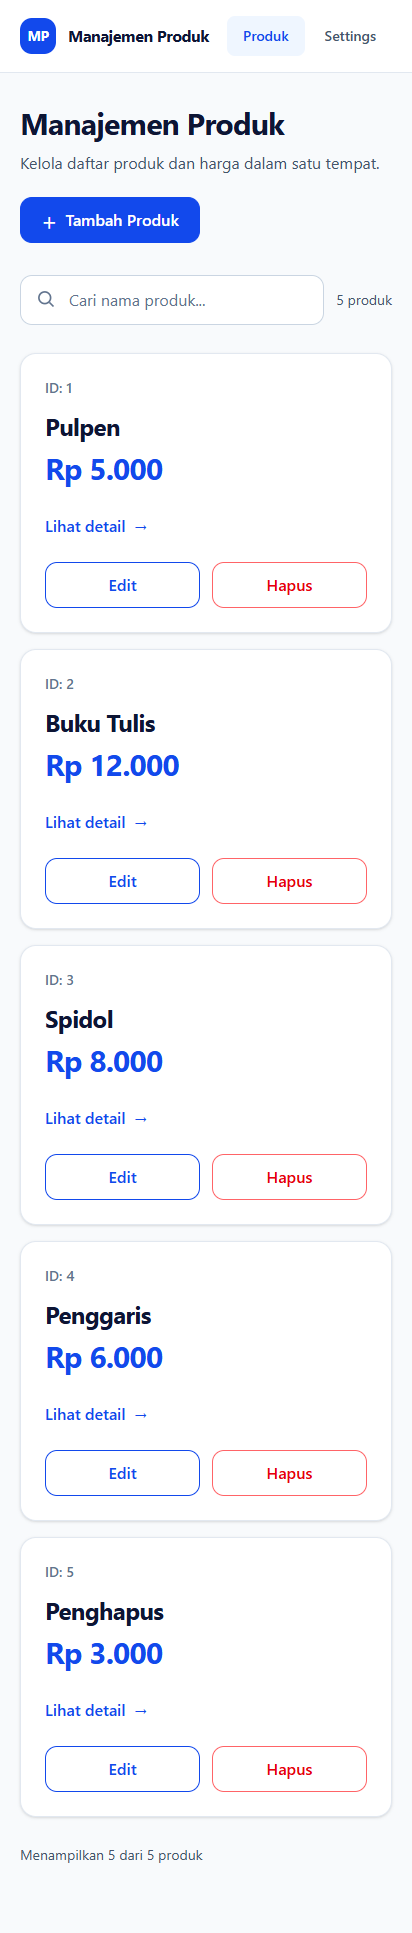 MP Manajemen Produk Produk Settings
Manajemen Produk
Kelola daftar produk dan harga dalam satu tempat.
+ Tambah Produk
Cari nama produk... 5 produk
ID: 1
Pulpen
Rp 5.000
Lihat detail →
Edit Hapus
ID: 2
Buku Tulis
Rp 12.000
Lihat detail →
Edit Hapus
ID: 3
Spidol
Rp 8.000
Lihat detail →
Edit Hapus
ID: 4
Penggaris
Rp 6.000
Lihat detail →
Edit Hapus
ID: 5
Penghapus
Rp 3.000
Lihat detail →
Edit Hapus
Menampilkan 5 dari 5 produk